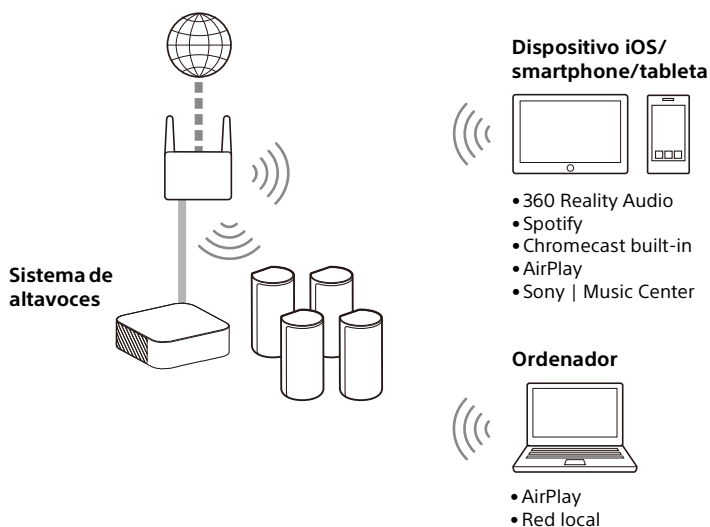 Dispositivo iOS/
smartphone/tableta
• 360 Reality Audio
• Spotify
• Chromecast built-in
• AirPlay
• Sony | Music Center
Sistema de
altavoces
Ordenador
• AirPlay
• Red local